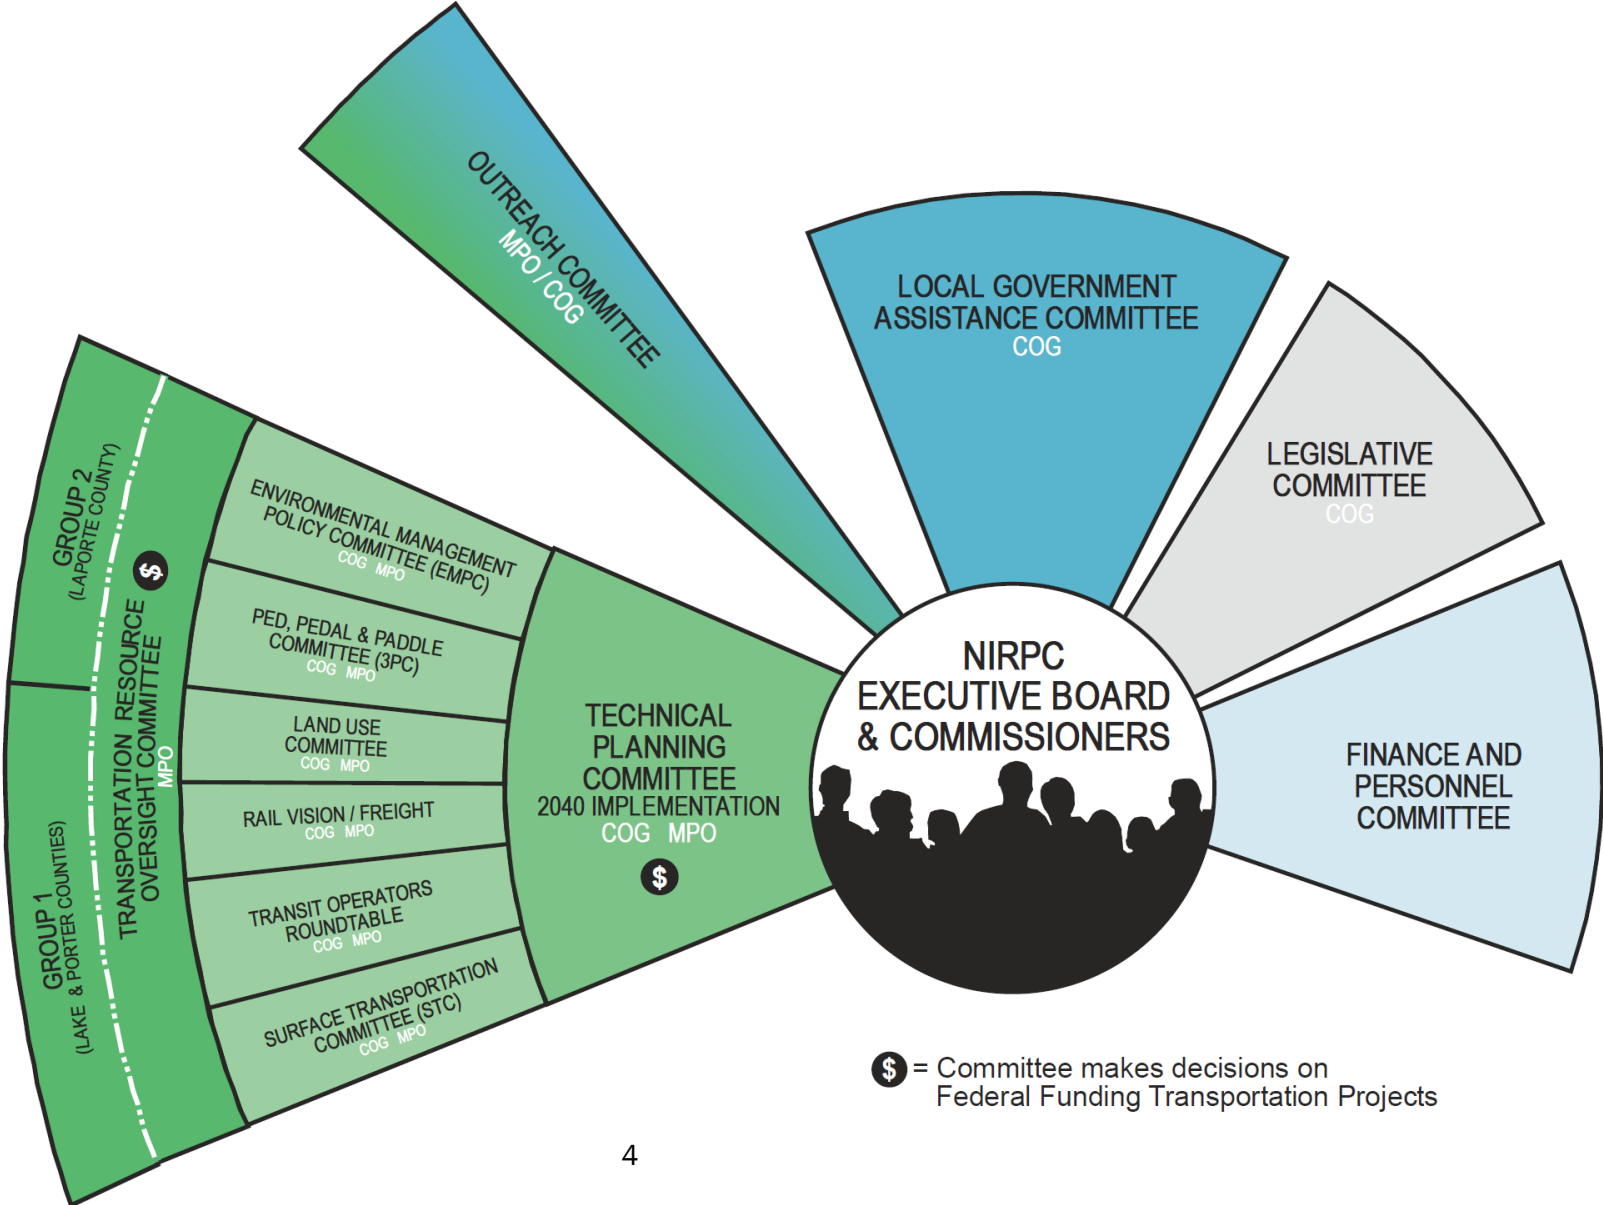 OUTREACH COMMITTEE
MPO / COG
LOCAL GOVERNMENT
ASSISTANCE COMMITTEE
COG
LEGISLATIVE
COMMITTEE
COG
FINANCE AND
PERSONNEL
COMMITTEE
NIRPC
EXECUTIVE BOARD
& COMMISSIONERS
TECHNICAL
PLANNING
COMMITTEE
2040 IMPLEMENTATION
COG MPO
$
ENVIRONMENTAL MANAGEMENT
POLICY COMMITTEE (EMPC)
COG MPO
PED, PEDAL & PADDLE
COMMITTEE (3PC)
COG MPO
LAND USE
COMMITTEE
COG MPO
RAIL VISION / FREIGHT
COG MPO
TRANSIT OPERATORS
ROUNDTABLE
COG MPO
SURFACE TRANSPORTATION
COMMITTEE (STC)
COG MPO
GROUP 2
(LAPORTE COUNTY)
GROUP 1
(LAKE & PORTER COUNTIES)
TRANSPORTATION RESOURCE
OVERSIGHT COMMITTEE
MPO
$
$ = Committee makes decisions on
Federal Funding Transportation Projects
4